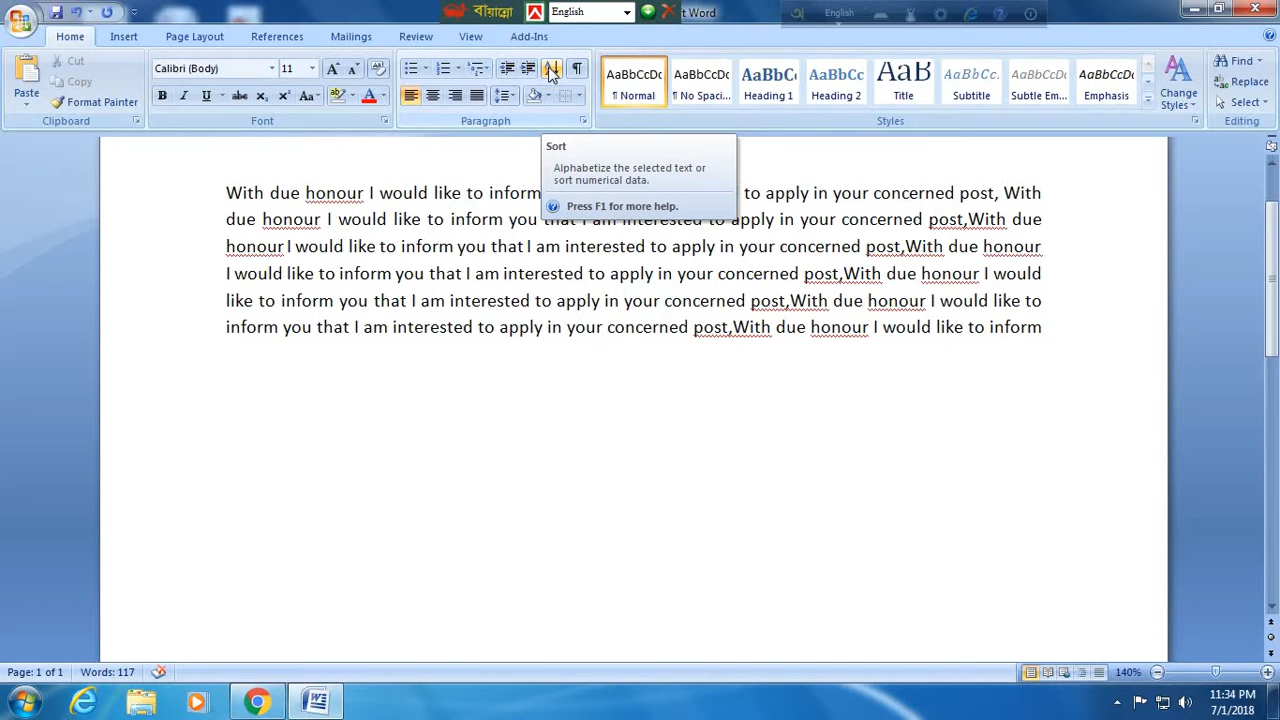 বায়ান্নো English t Word English
Home Insert Page Layout References Mailings Review View Add-Ins
Paste Cut Copy Format Painter
Clipboard
Calibri (Body) 11
B I U abc x₂ x² Aa A
Font
Paragraph
AaBbCcDc AaBbCcDc AaBbCc AaBbCc AaB AaBbCc. AaBbCcDc AaBbCcDc
¶ Normal ¶ No Spaci... Heading 1 Heading 2 Title Subtitle Subtle Em... Emphasis
Change Styles
Styles
Find
Replace
Select
Editing
Sort
Alphabetize the selected text or
sort numerical data.
Press F1 for more help.
With due honour I would like to inform to apply in your concerned post, With
due honour I would like to inform you that I am interested to apply in your concerned post,With due
honour I would like to inform you that I am interested to apply in your concerned post,With due honour
I would like to inform you that I am interested to apply in your concerned post,With due honour I would
like to inform you that I am interested to apply in your concerned post,With due honour I would like to
inform you that I am interested to apply in your concerned post,With due honour I would like to inform
Page: 1 of 1 Words: 117 140%
11:34 PM
7/1/2018